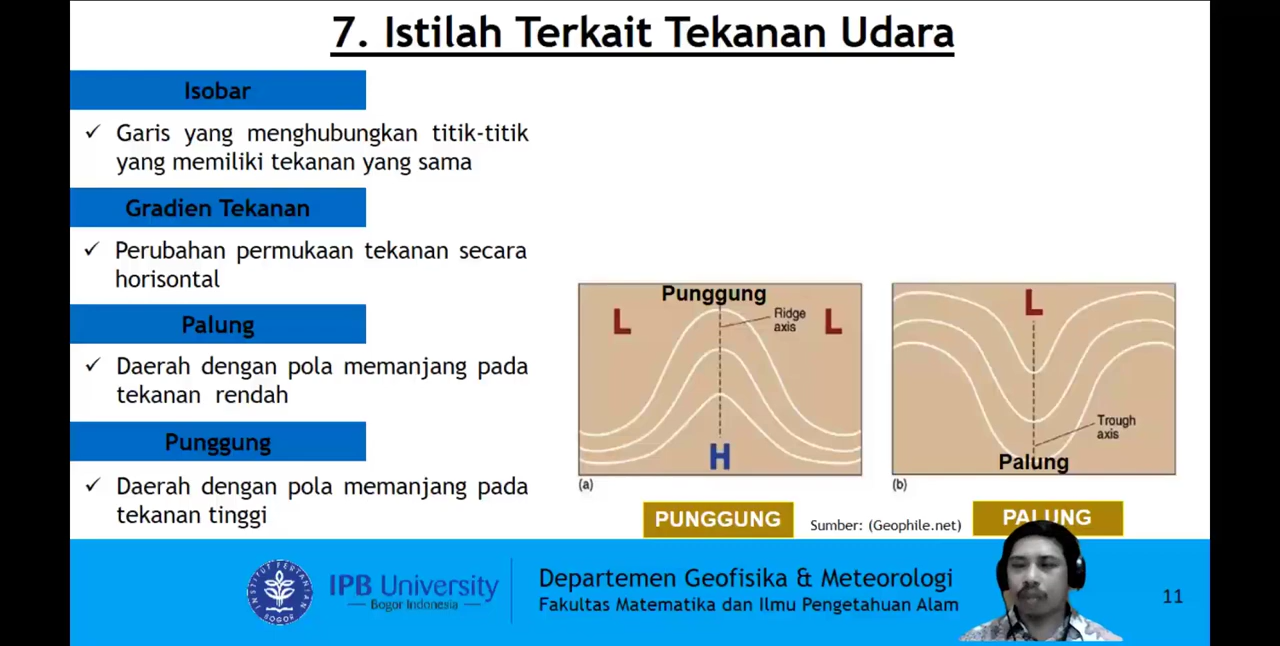 7. Istilah Terkait Tekanan Udara
Isobar
✓ Garis yang menghubungkan titik-titik
yang memiliki tekanan yang sama
Gradien Tekanan
✓ Perubahan permukaan tekanan secara
horisontal
Palung
✓ Daerah dengan pola memanjang pada
tekanan rendah
Punggung
✓ Daerah dengan pola memanjang pada
tekanan tinggi
Punggung
L
Ridge
axis
L
H
(a)
PUNGGUNG
L
Trough
axis
Palung
(b)
Sumber: (Geophile.net)
PALUNG
INSTITUT PERTANIAN
BOGOR
IPB University
Bogor Indonesia
Departemen Geofisika & Meteorologi
Fakultas Matematika dan Ilmu Pengetahuan Alam
11